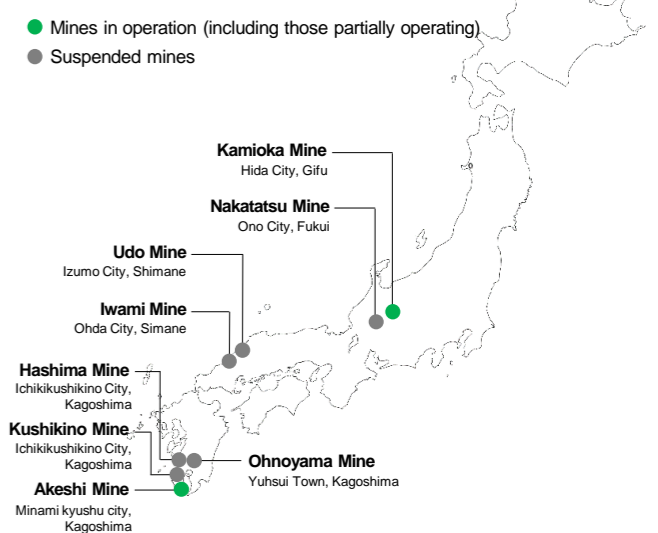 Mines in operation (including those partially operating)
Suspended mines
Kamioka Mine
Hida City, Gifu
Nakatatsu Mine
Ono City, Fukui
Udo Mine
Izumo City, Shimane
Iwami Mine
Ohda City, Simane
Hashima Mine
Ichikikushikino City,
Kagoshima
Kushikino Mine
Ichikikushikino City,
Kagoshima
Ohnoyama Mine
Yuhsui Town, Kagoshima
Akeshi Mine
Minami kyushu city,
Kagoshima